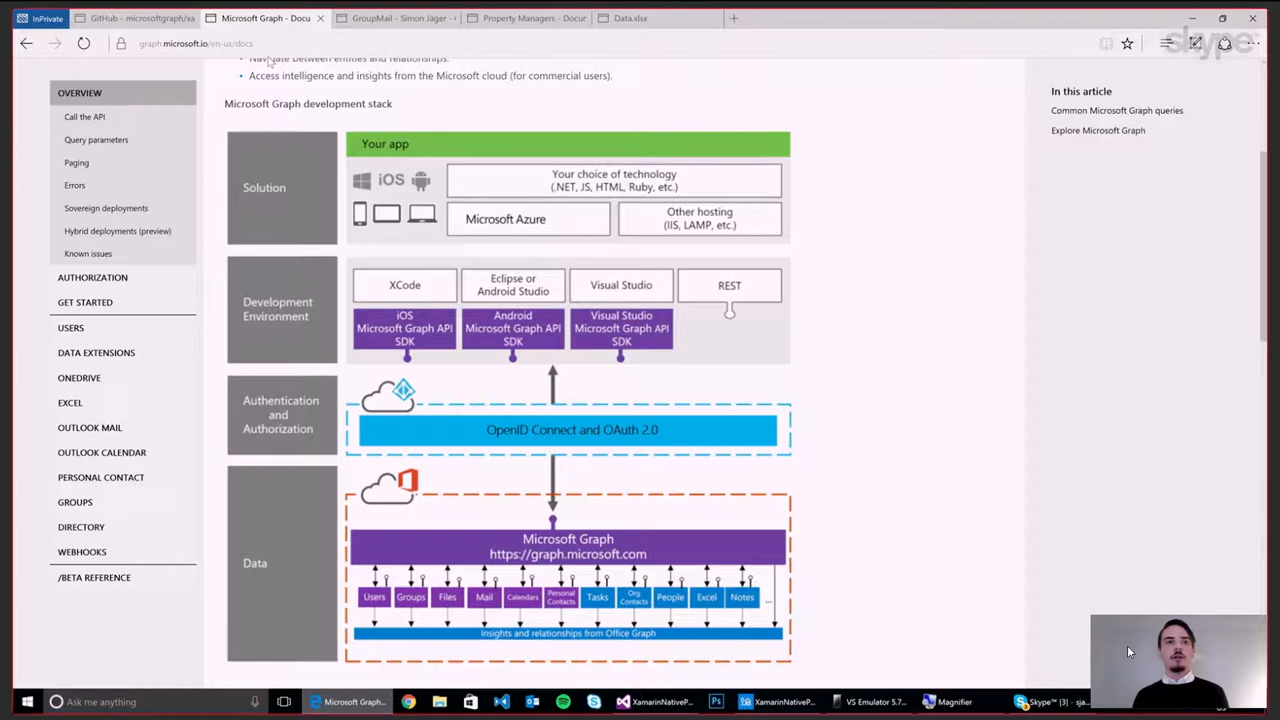 InPrivate
GitHub - microsoftgraph/xa
Microsoft Graph - Docu
GroupMail - Simon Jäger -
Property Managers - Docur
Data.xlsx
graph.microsoft.io/en-us/docs
skype
Navigate between entities and relationships.
• Access intelligence and insights from the Microsoft cloud (for commercial users).
Microsoft Graph development stack
OVERVIEW
Call the API
Query parameters
Paging
Errors
Sovereign deployments
Hybrid deployments (preview)
Known issues
AUTHORIZATION
GET STARTED
USERS
DATA EXTENSIONS
ONEDRIVE
EXCEL
OUTLOOK MAIL
OUTLOOK CALENDAR
PERSONAL CONTACT
GROUPS
DIRECTORY
WEBHOOKS
/BETA REFERENCE
Solution
Your app
iOS
Your choice of technology
(.NET, JS, HTML, Ruby, etc.)
Microsoft Azure
Other hosting
(IIS, LAMP, etc.)
Development
Environment
XCode
Eclipse or
Android Studio
Visual Studio
REST
iOS
Microsoft Graph API
SDK
Android
Microsoft Graph API
SDK
Visual Studio
Microsoft Graph API
SDK
Authentication
and
Authorization
OpenID Connect and OAuth 2.0
Data
Microsoft Graph
https://graph.microsoft.com
Users
Groups
Files
Mail
Calendars
Personal
Contacts
Tasks
Org
Contacts
People
Excel
Notes
...
Insights and relationships from Office Graph
In this article
Common Microsoft Graph queries
Explore Microsoft Graph
Ask me anything
Microsoft Graph...
XamarinNativeP...
XamarinNativeP...
VS Emulator 5.7...
Magnifier
Skype™ [3] - sja